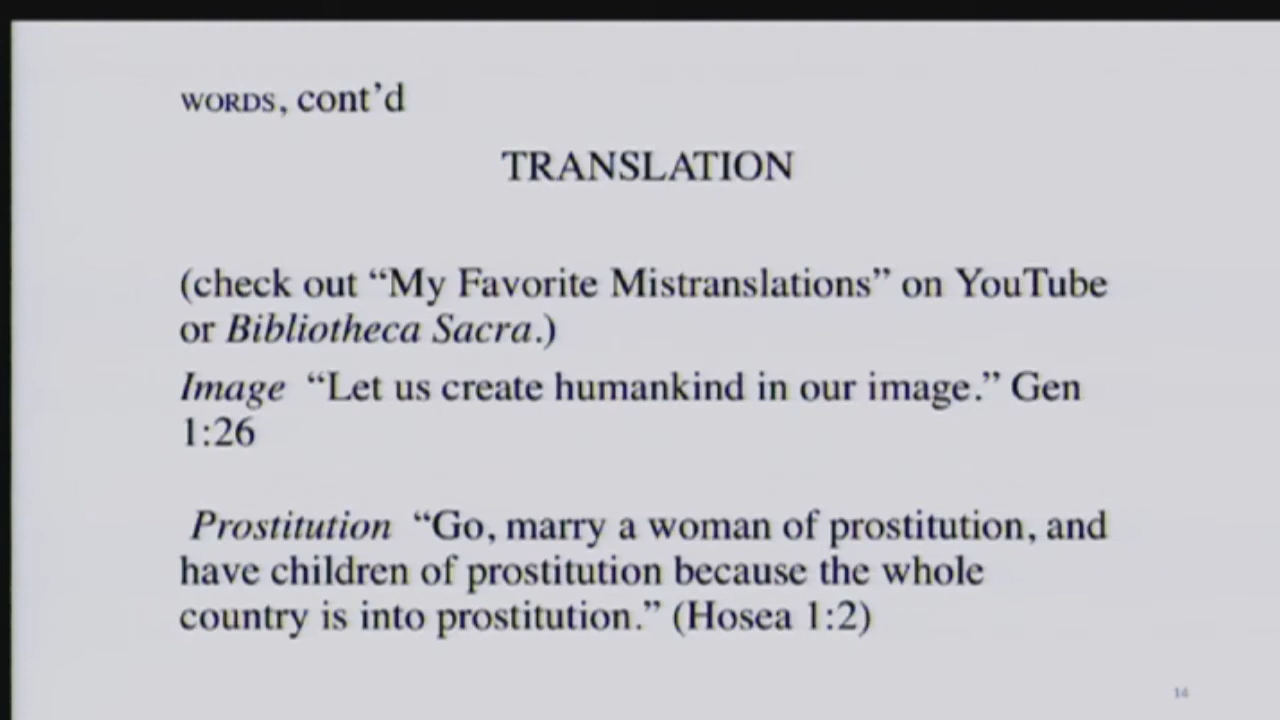 WORDS, cont’d
TRANSLATION
(check out “My Favorite Mistranslations” on YouTube
or Bibliotheca Sacra.)
Image “Let us create humankind in our image.” Gen
1:26
Prostitution “Go, marry a woman of prostitution, and
have children of prostitution because the whole
country is into prostitution.” (Hosea 1:2)
14